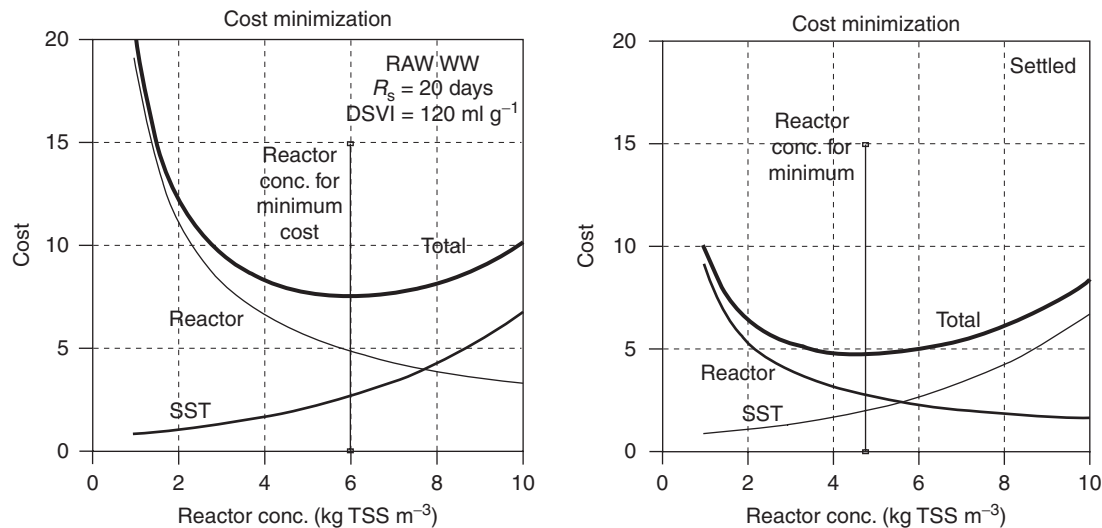 Cost minimization
20
15
10
5
0
Cost
RAW WW
Rₛ = 20 days
DSVI = 120 ml g⁻¹
Reactor
conc. for
minimum
cost
Total
Reactor
SST
0 2 4 6 8 10
Reactor conc. (kg TSS m⁻³)
Cost minimization
20
15
10
5
0
Cost
Settled
Reactor
conc. for
minimum
Total
Reactor
SST
0 2 4 6 8 10
Reactor conc. (kg TSS m⁻³)